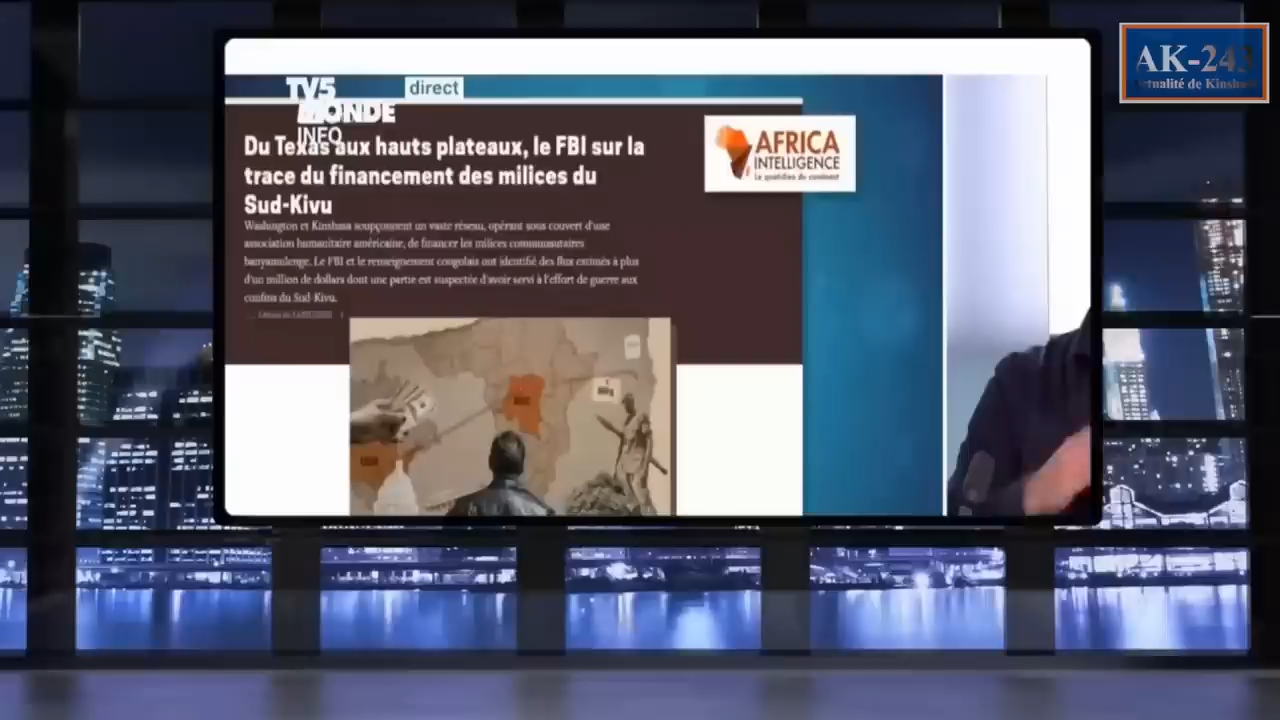 AK-243
TV5
MONDE
INFO
direct
Du Texas aux hauts plateaux, le FBI sur la
trace du financement des milices du
Sud-Kivu
Washington et Kinshasa soupçonnent un vaste réseau, opérant sous couvert d'une
association humanitaire américaine, de financer les milices communautaires
banyamulenge. Le FBI et le renseignement congolais ont identifié des flux estimés à plus
d'un million de dollars dont une partie est suspectée d'avoir servi à l'effort de guerre aux
confins du Sud-Kivu.
AFRICA
INTELLIGENCE
Le quotidien du continent